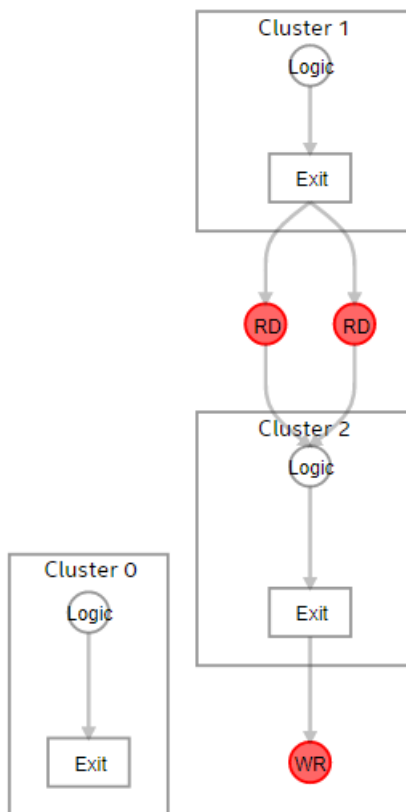 Cluster 1
Logic
Exit
RD RD
Cluster 2
Logic
Cluster 0
Logic
Exit
Exit
WR